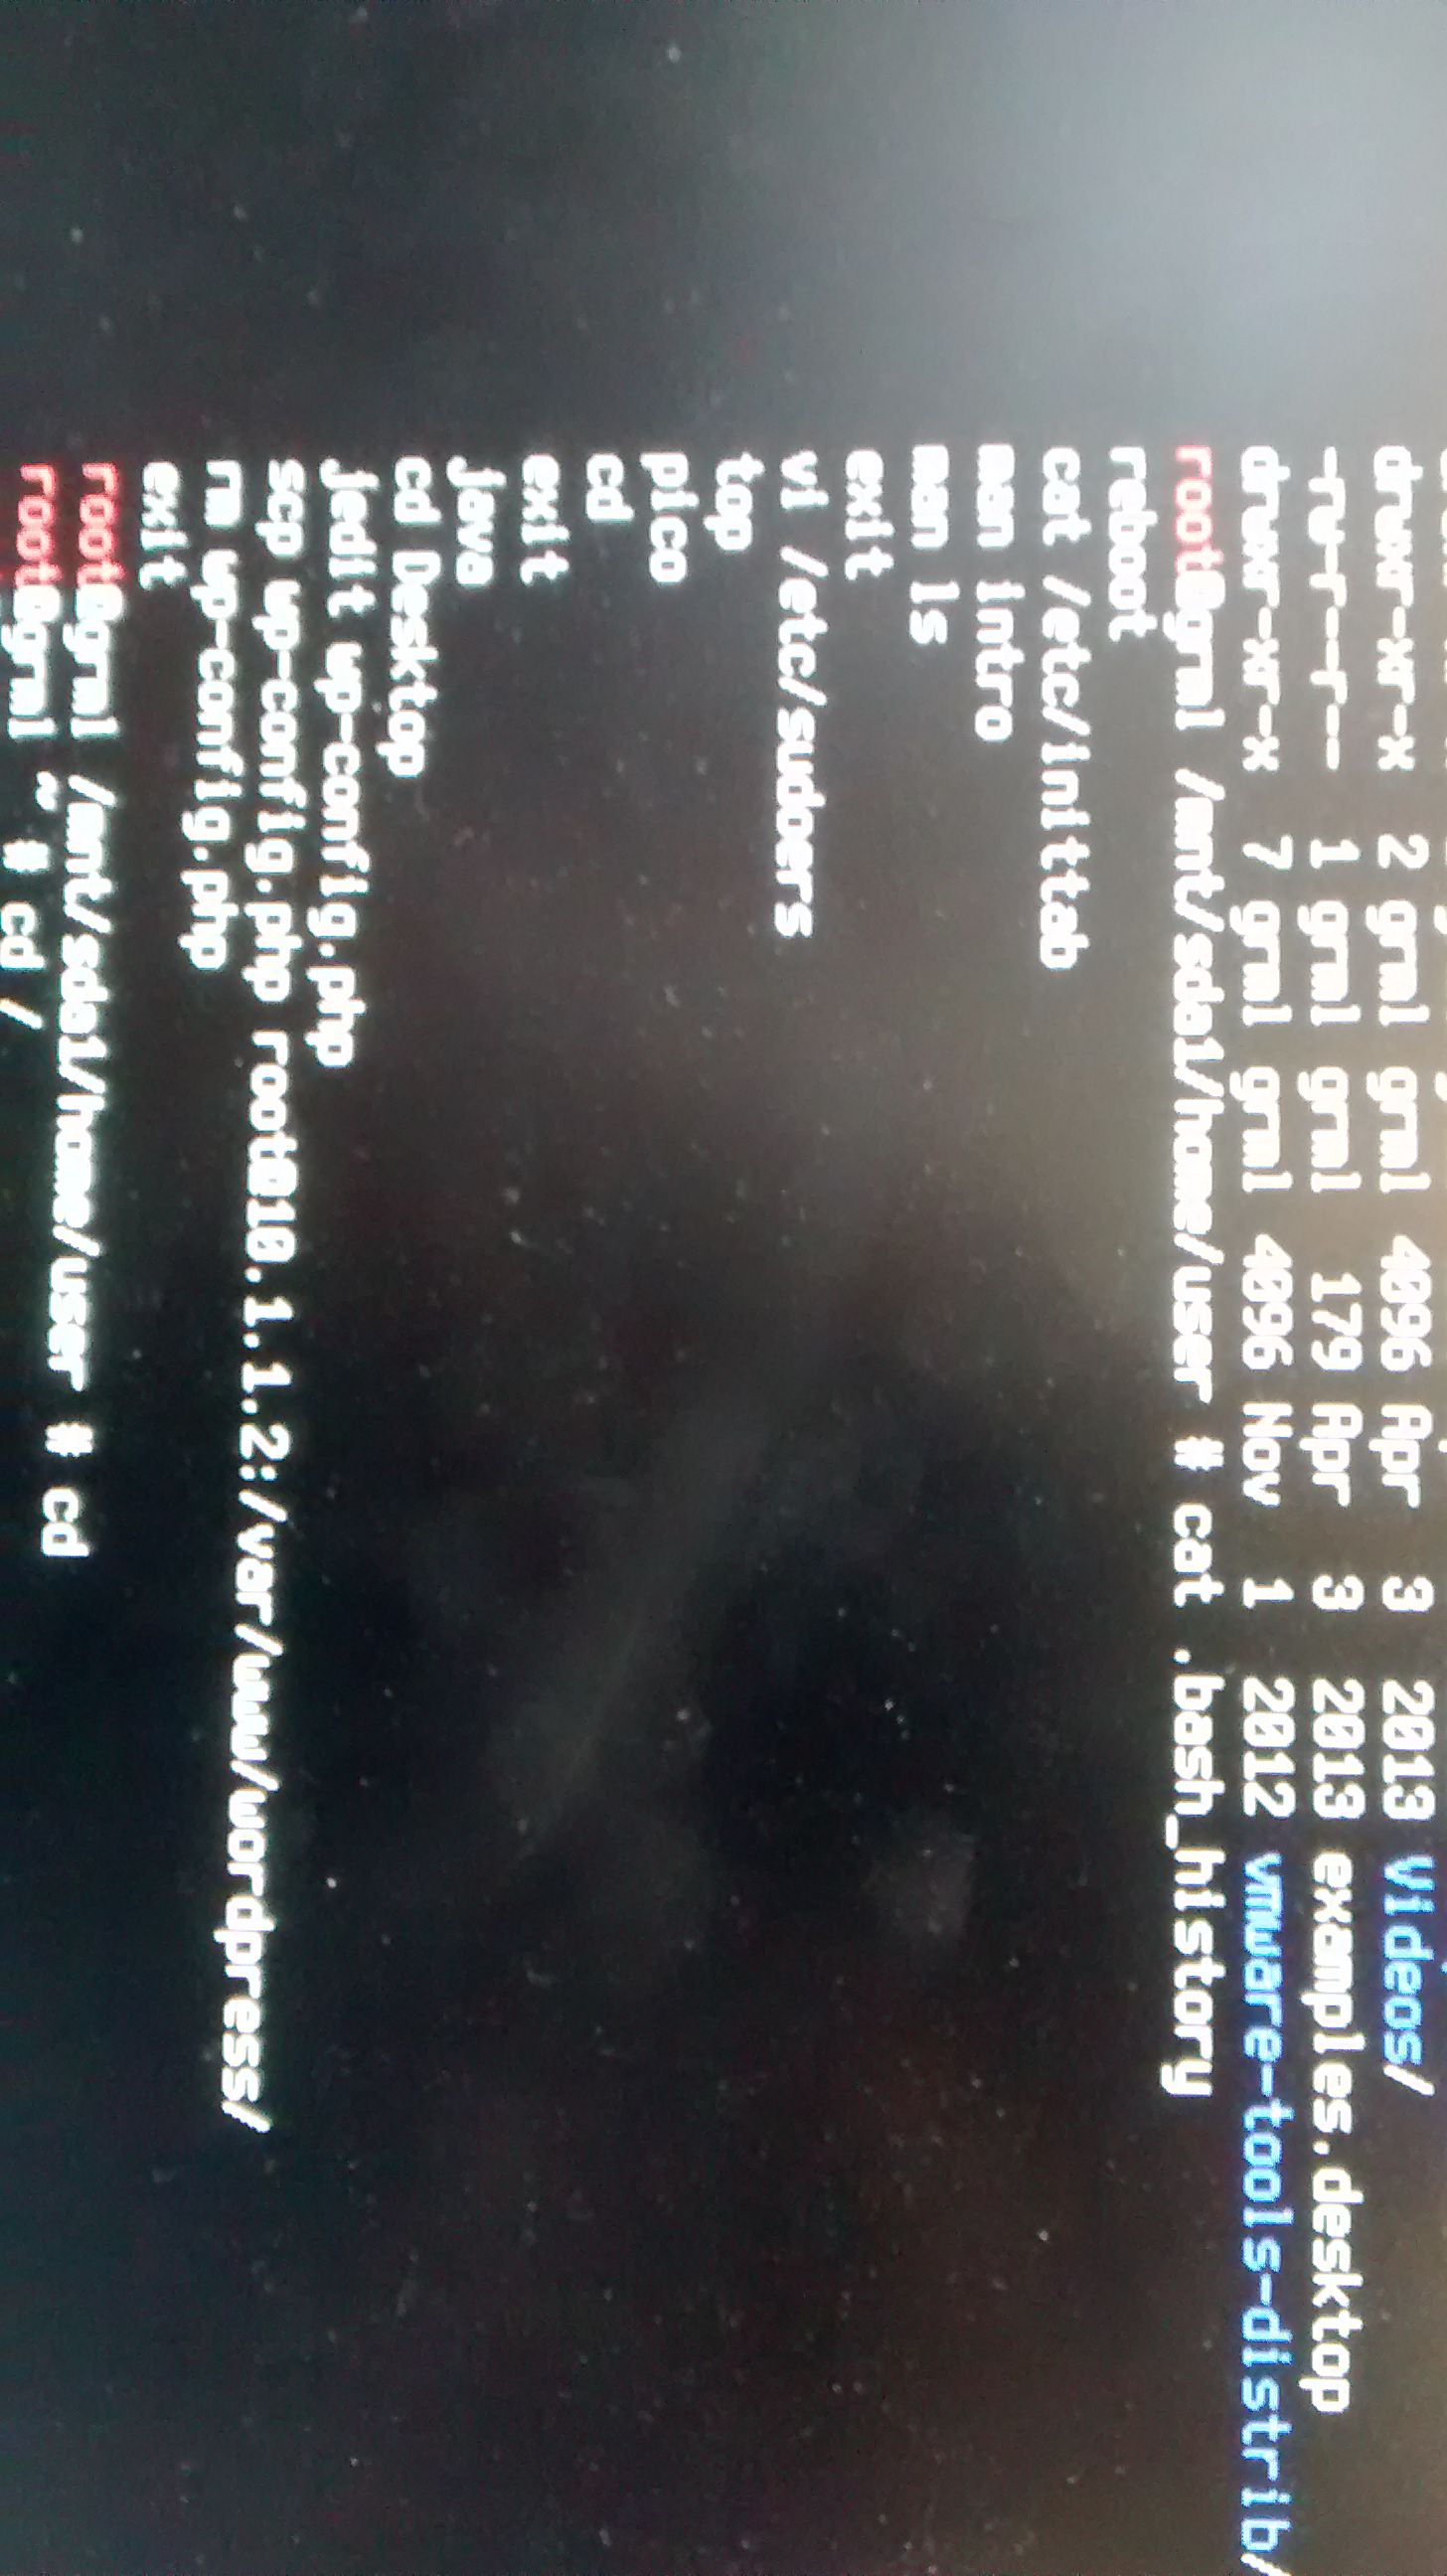 drwxr-xr-x 2 grml grml 4096 Apr 3 2013 Videos/
-rw-r--r-- 1 grml grml 179 Apr 3 2013 examples.desktop
drwxr-xr-x 7 grml grml 4096 Nov 1 2012 vmware-tools-distrib/
root@grml /mnt/sda1/home/user # cat .bash_history
reboot
cat /etc/inittab
man intro
man ls
exit
vi /etc/sudoers
top
pico
cd
exit
java
cd Desktop
jedit wp-config.php
scp wp-config.php root@10.1.1.2:/var/www/wordpress/
rm wp-config.php
exit
root@grml /mnt/sda1/home/user # cd
root@grml ~ # cd /